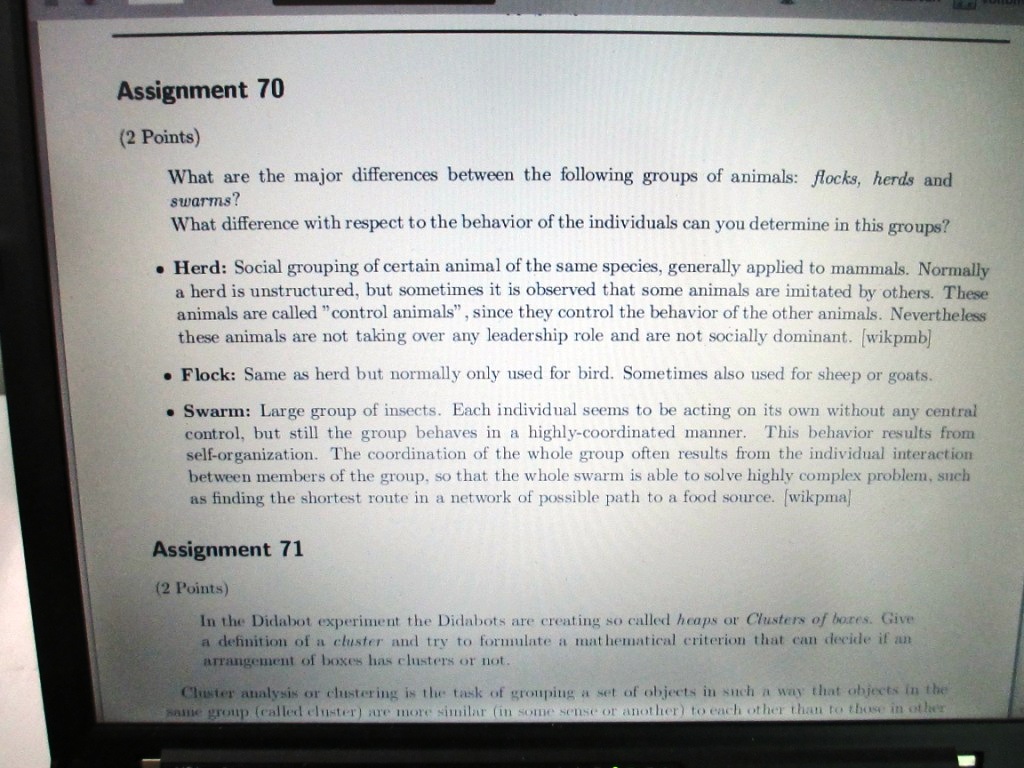 Assignment 70
(2 Points)
What are the major differences between the following groups of animals: flocks, herds and
swarms?
What difference with respect to the behavior of the individuals can you determine in this groups?
• Herd: Social grouping of certain animal of the same species, generally applied to mammals. Normally
a herd is unstructured, but sometimes it is observed that some animals are imitated by others. These
animals are called "control animals", since they control the behavior of the other animals. Nevertheless
these animals are not taking over any leadership role and are not socially dominant. [wikpmb]
• Flock: Same as herd but normally only used for bird. Sometimes also used for sheep or goats.
• Swarm: Large group of insects. Each individual seems to be acting on its own without any central
control, but still the group behaves in a highly-coordinated manner. This behavior results from
self-organization. The coordination of the whole group often results from the individual interaction
between members of the group, so that the whole swarm is able to solve highly complex problem, such
as finding the shortest route in a network of possible path to a food source. [wikpma]
Assignment 71
(2 Points)
In the Didabot experiment the Didabots are creating so called heaps or Clusters of boxes. Give
a definition of a cluster and try to formulate a mathematical criterion that can decide if an
arrangement of boxes has clusters or not.
Cluster analysis or clustering is the task of grouping a set of objects in such a way that objects in the
same group (called cluster) are more similar (in some sense or another) to each other than to those in other